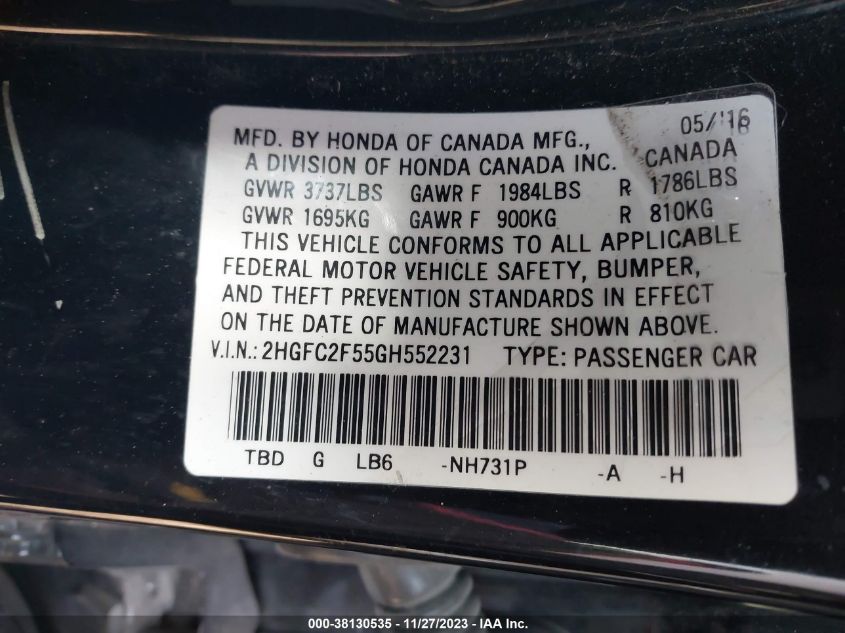 05/'16
MFD. BY HONDA OF CANADA MFG.,
A DIVISION OF HONDA CANADA INC. CANADA
GVWR 3737LBS GAWR F 1984LBS R 1786LBS
GVWR 1695KG GAWR F 900KG R 810KG
THIS VEHICLE CONFORMS TO ALL APPLICABLE
FEDERAL MOTOR VEHICLE SAFETY, BUMPER,
AND THEFT PREVENTION STANDARDS IN EFFECT
ON THE DATE OF MANUFACTURE SHOWN ABOVE.
V.I.N.: 2HGFC2F55GH552231 TYPE: PASSENGER CAR
TBD G LB6 -NH731P -A -H
000-38130535 -- 11/27/2023 -- IAA Inc.